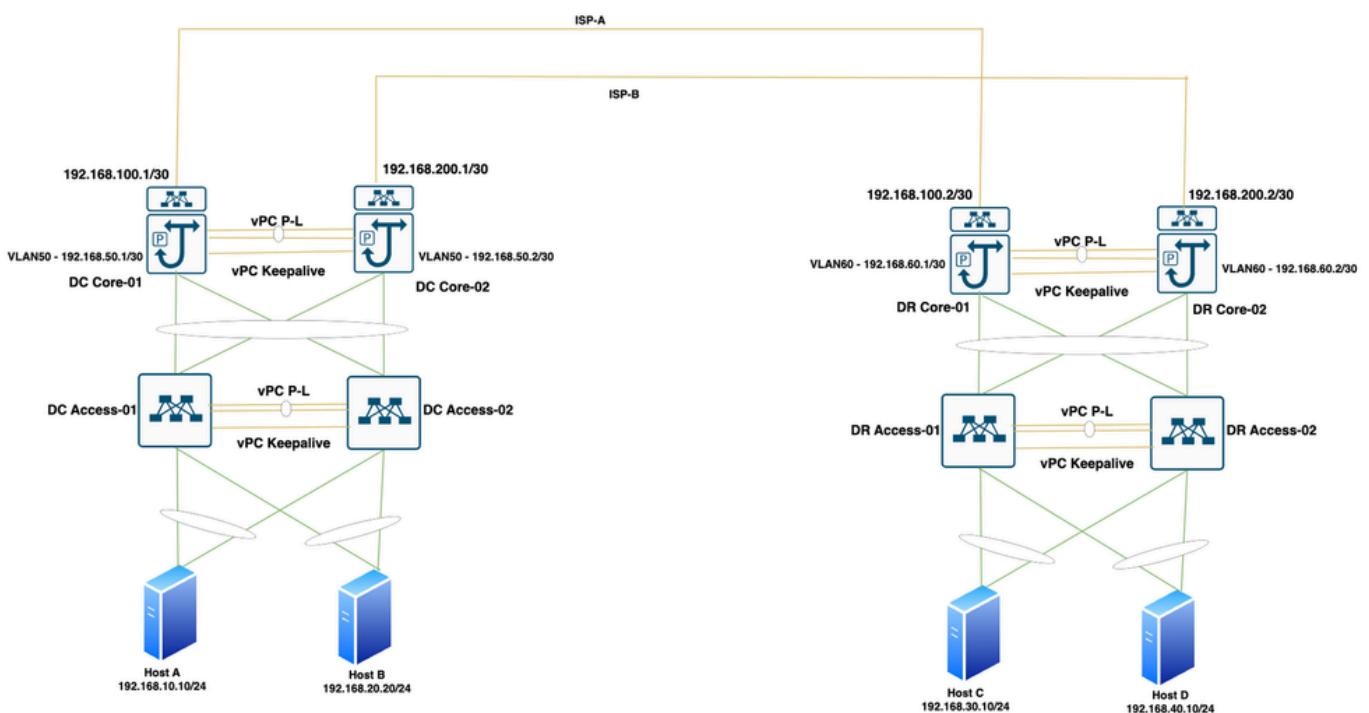 ISP-A
ISP-B
192.168.100.1/30
192.168.200.1/30
192.168.100.2/30
192.168.200.2/30
vPC P-L
P
P
VLAN50 - 192.168.50.1/30
VLAN50 - 192.168.50.2/30
vPC Keepalive
DC Core-01
DC Core-02
vPC P-L
P
P
VLAN60 - 192.168.60.1/30
VLAN60 - 192.168.60.2/30
vPC Keepalive
DR Core-01
DR Core-02
vPC P-L
DC Access-01
DC Access-02
vPC Keepalive
vPC P-L
DR Access-01
DR Access-02
vPC Keepalive
Host A
192.168.10.10/24
Host B
192.168.20.20/24
Host C
192.168.30.10/24
Host D
192.168.40.10/24